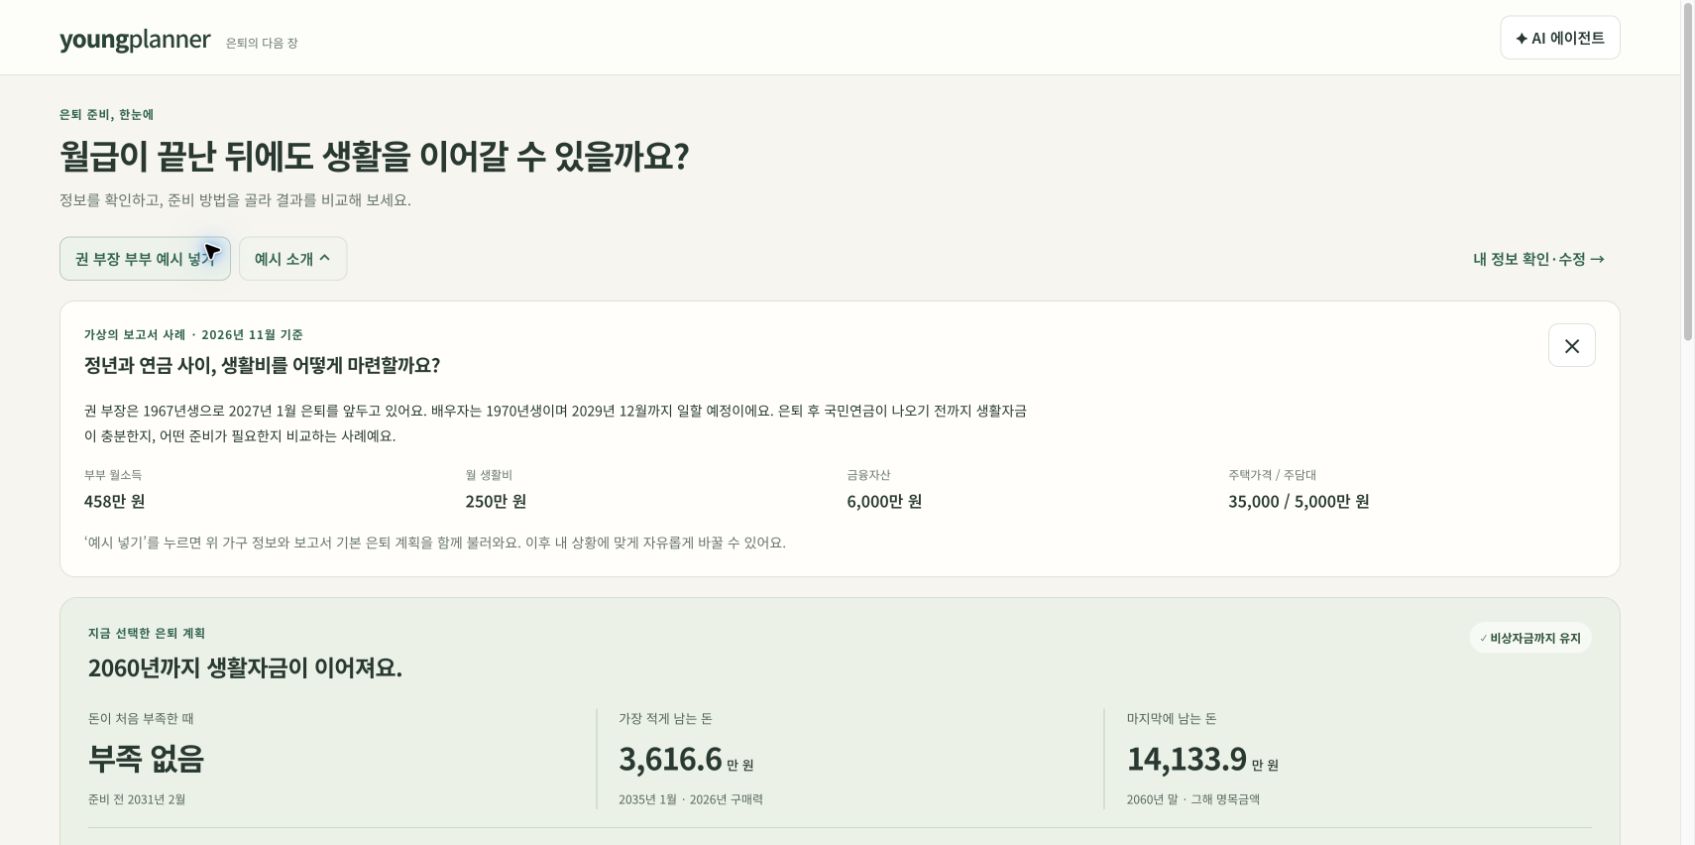 youngplanner 은퇴의 다음 장
✦ AI 에이전트
은퇴 준비, 한눈에
월급이 끝난 뒤에도 생활을 이어갈 수 있을까요?
정보를 확인하고, 준비 방법을 골라 결과를 비교해 보세요.
권 부장 부부 예시 넣기
예시 소개 ^
내 정보 확인·수정 →
가상의 보고서 사례 · 2026년 11월 기준
정년과 연금 사이, 생활비를 어떻게 마련할까요?
권 부장은 1967년생으로 2027년 1월 은퇴를 앞두고 있어요. 배우자는 1970년생이며 2029년 12월까지 일할 예정이에요. 은퇴 후 국민연금이 나오기 전까지 생활자금
이 충분한지, 어떤 준비가 필요한지 비교하는 사례예요.
부부 월소득
458만 원
월 생활비
250만 원
금융자산
6,000만 원
주택가격 / 주담대
35,000 / 5,000만 원
‘예시 넣기’를 누르면 위 가구 정보와 보고서 기본 은퇴 계획을 함께 불러와요. 이후 내 상황에 맞게 자유롭게 바꿀 수 있어요.
지금 선택한 은퇴 계획
✓ 비상자금까지 유지
2060년까지 생활자금이 이어져요.
돈이 처음 부족한 때
부족 없음
준비 전 2031년 2월
가장 적게 남는 돈
3,616.6 만 원
2035년 1월 · 2026년 구매력
마지막에 남는 돈
14,133.9 만 원
2060년 말 · 그해 명목금액